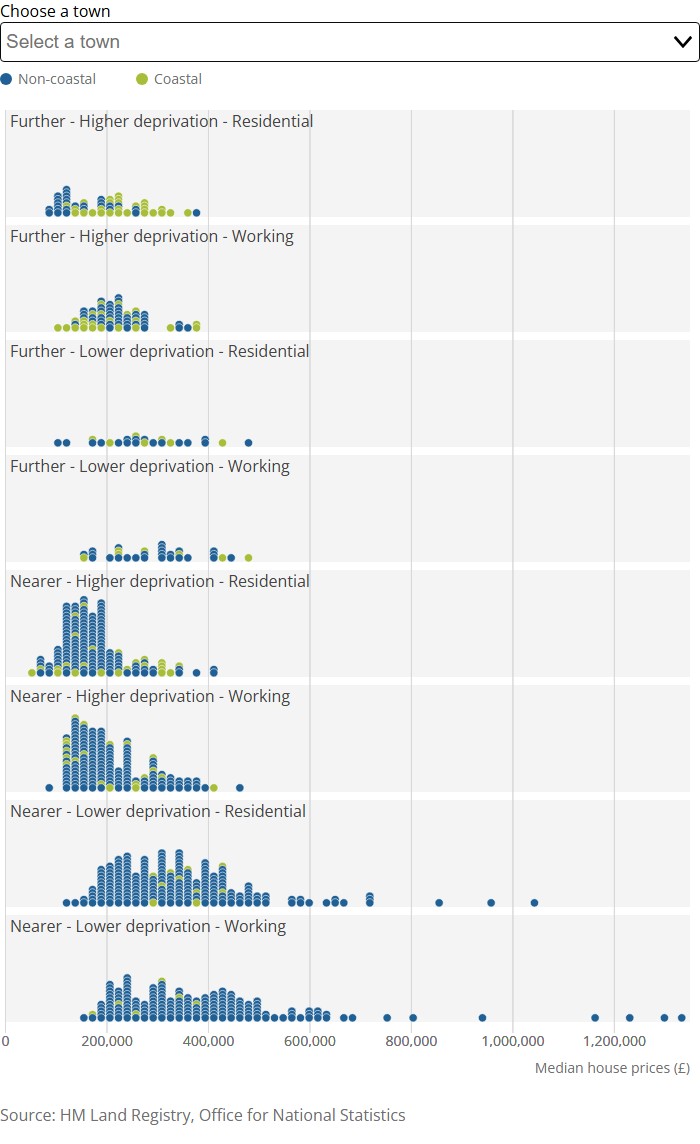 Choose a town
Select a town
Non-coastal Coastal
Further - Higher deprivation - Residential
Further - Higher deprivation - Working
Further - Lower deprivation - Residential
Further - Lower deprivation - Working
Nearer - Higher deprivation - Residential
Nearer - Higher deprivation - Working
Nearer - Lower deprivation - Residential
Nearer - Lower deprivation - Working
0 200,000 400,000 600,000 800,000 1,000,000 1,200,000
Median house prices (£)
Source: HM Land Registry, Office for National Statistics